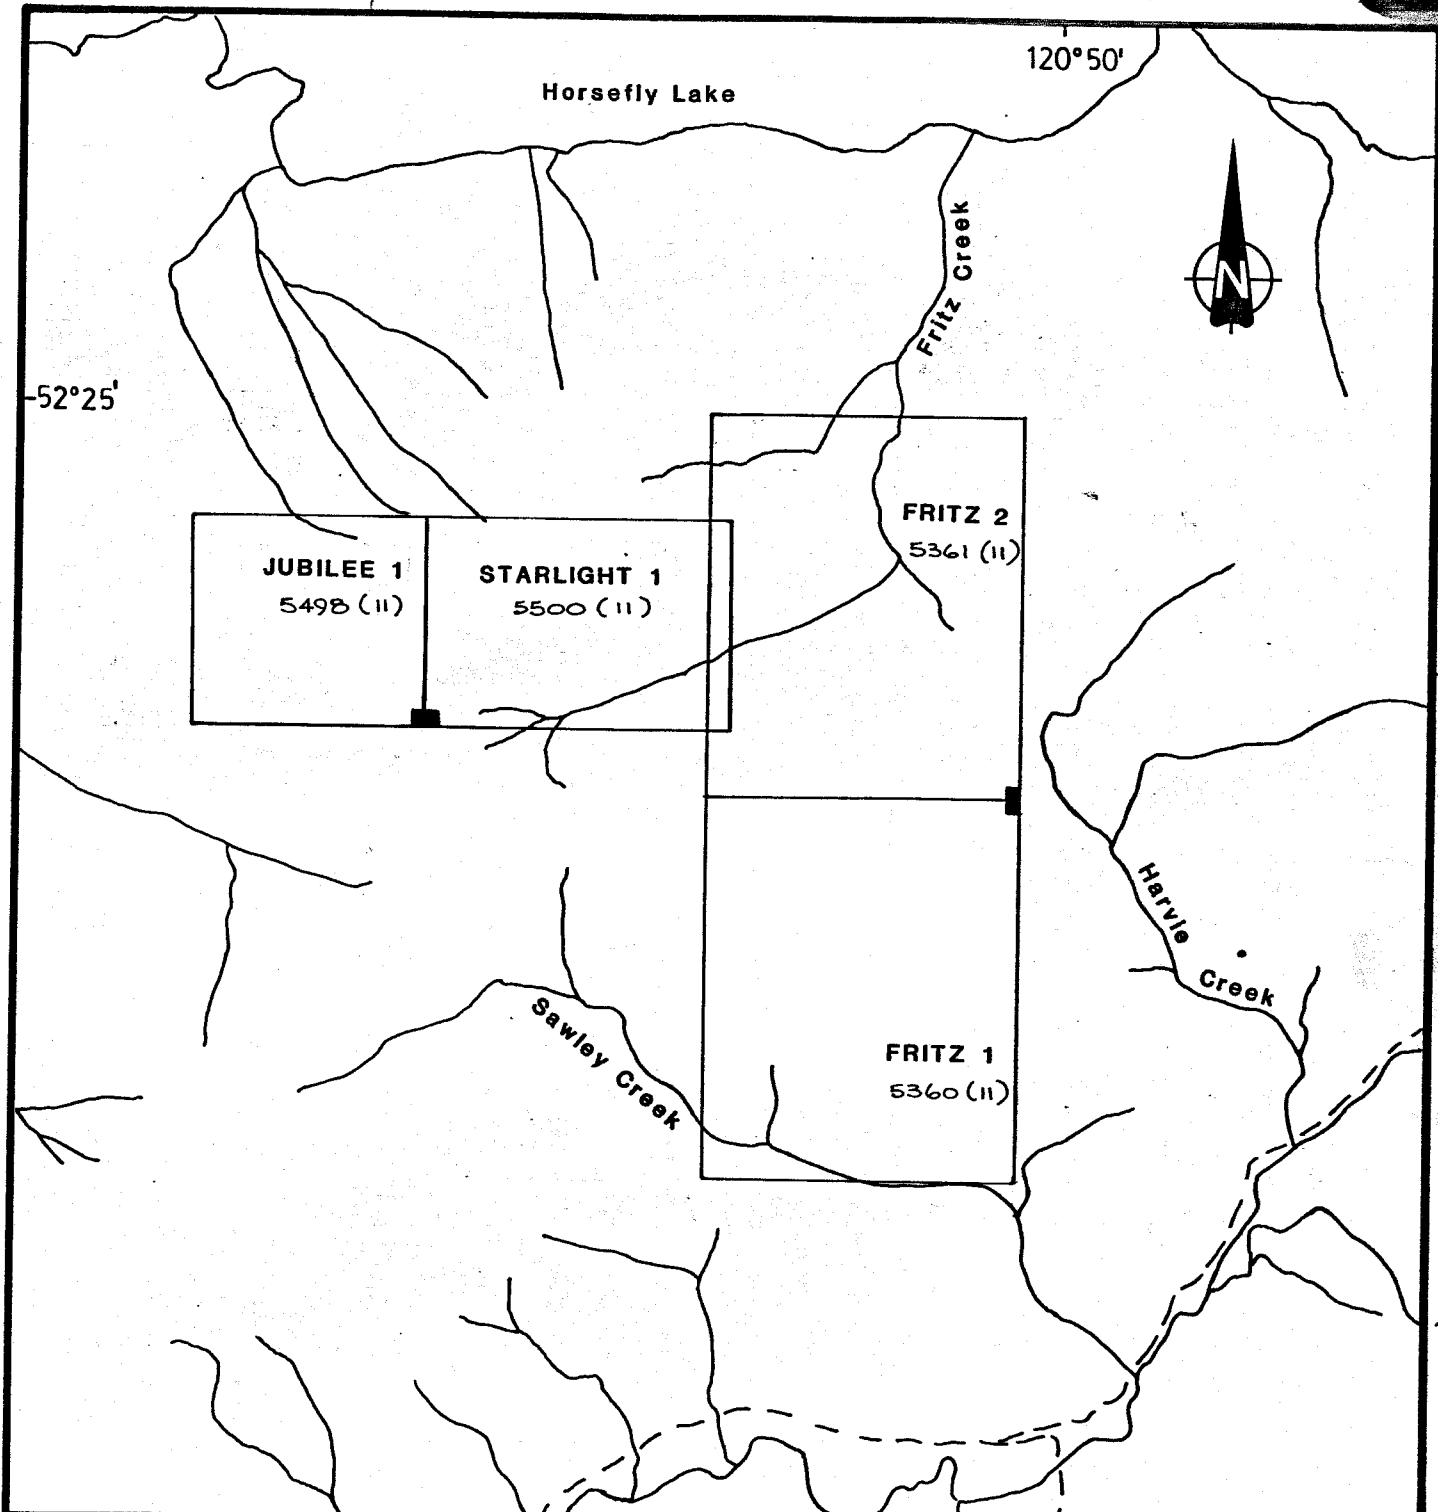 120°50'
Horsefly Lake
Fritz Creek
N
52°25'
FRITZ 2
5361 (11)
JUBILEE 1
5498 (11)
STARLIGHT 1
5500 (11)
Harvie Creek
Sawley Creek
FRITZ 1
5360 (11)